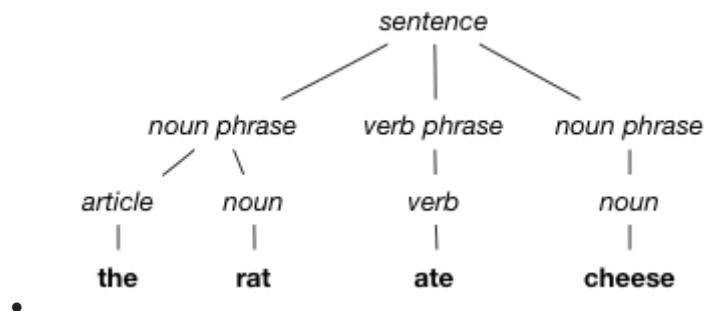 sentence
noun phrase verb phrase noun phrase
article noun verb noun
the rat ate cheese